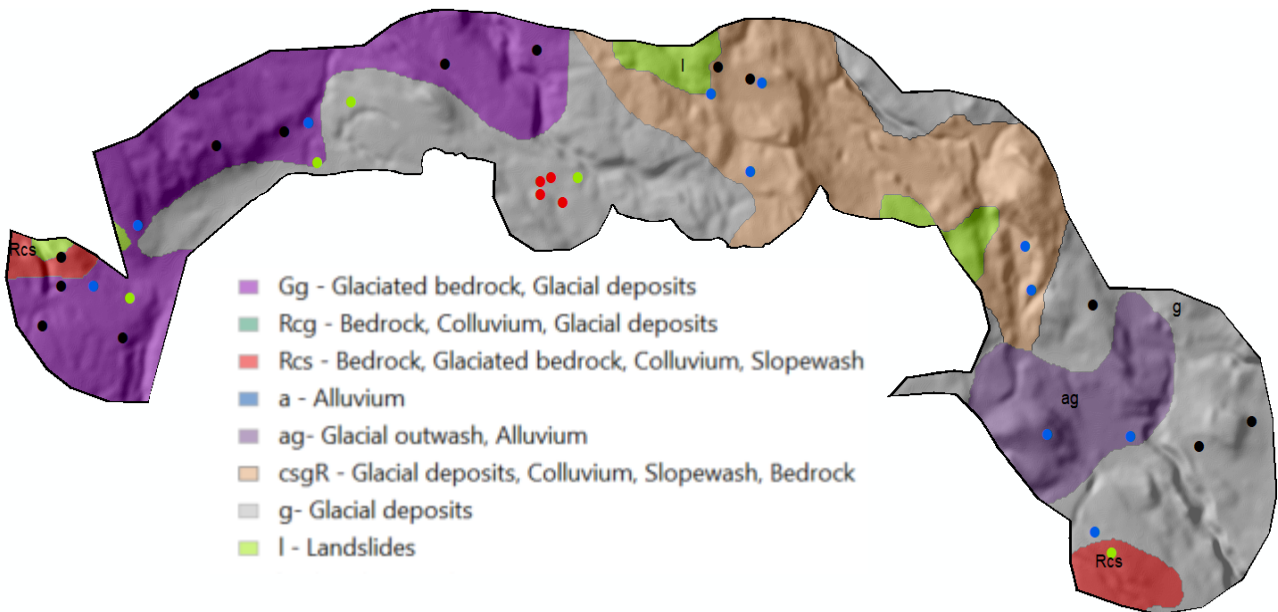 l
Rcs
Gg - Glaciated bedrock, Glacial deposits
g
Rcg - Bedrock, Colluvium, Glacial deposits
Rcs - Bedrock, Glaciated bedrock, Colluvium, Slopewash
a - Alluvium
ag
ag- Glacial outwash, Alluvium
csgR - Glacial deposits, Colluvium, Slopewash, Bedrock
g- Glacial deposits
l - Landslides
Rcs